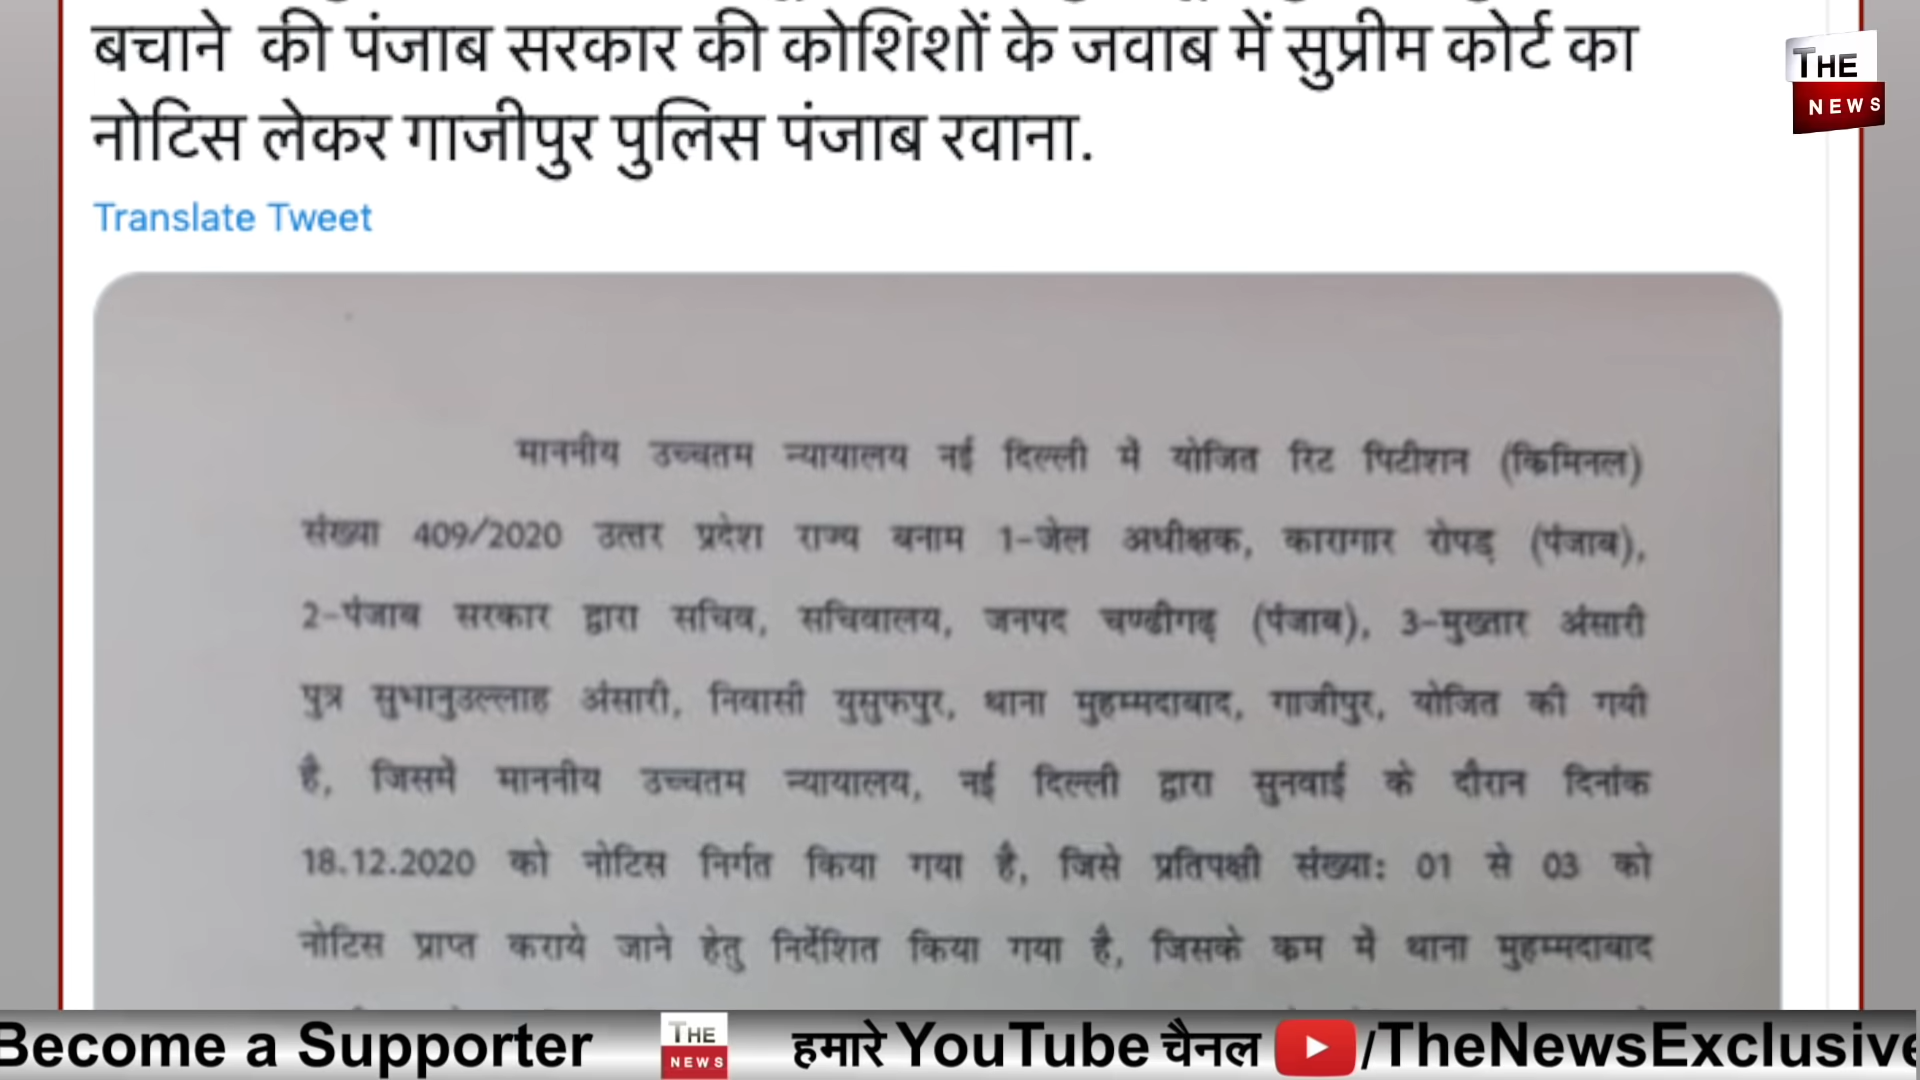 बचाने की पंजाब सरकार की कोशिशों के जवाब में सुप्रीम कोर्ट का
नोटिस लेकर गाजीपुर पुलिस पंजाब रवाना.
Translate Tweet
THE
NEWS
माननीय उच्चतम न्यायालय नई दिल्ली में योजित रिट पिटीशन (क्रिमिनल)
संख्या 409/2020 उत्तर प्रदेश राज्य बनाम 1-जेल अधीक्षक, कारागार रोपड़ (पंजाब),
2-पंजाब सरकार द्वारा सचिव, सचिवालय, जनपद चण्डीगढ़ (पंजाब), 3-मुख्तार अंसारी
पुत्र सुभानुउल्लाह अंसारी, निवासी युसुफपुर, थाना मुहम्मदाबाद, गाजीपुर, योजित की गयी
है, जिसमें माननीय उच्चतम न्यायालय, नई दिल्ली द्वारा सुनवाई के दौरान दिनांक
18.12.2020 को नोटिस निर्गत किया गया है, जिसे प्रतिपक्षी संख्या: 01 से 03 को
नोटिस प्राप्त कराये जाने हेतु निर्देशित किया गया है, जिसके क्रम में थाना मुहम्मदाबाद
Become a Supporter THE NEWS हमारे YouTube चैनल /TheNewsExclusive